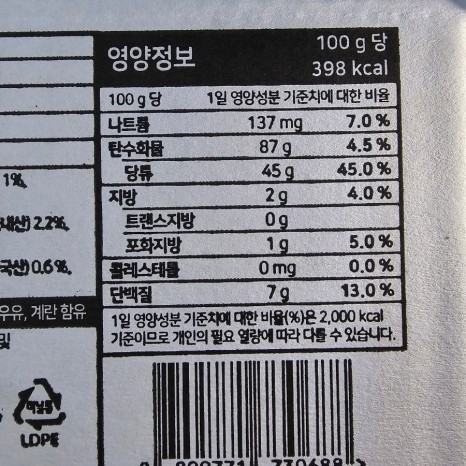 영양정보
100 g 당
398 kcal
100 g 당 1일 영양성분 기준치에 대한 비율
나트륨 137 mg 7.0 %
탄수화물 87 g 4.5 %
당류 45 g 45.0 %
지방 2 g 4.0 %
트랜스지방 0 g
포화지방 1 g 5.0 %
콜레스테롤 0 mg 0.0 %
단백질 7 g 13.0 %
1일 영양성분 기준치에 대한 비율(%)은 2,000 kcal
기준이므로 개인의 필요 열량에 따라 다를 수 있습니다.
1%,
2.2%,
0.6%,
우유, 계란 함유
및
비닐류
LDPE